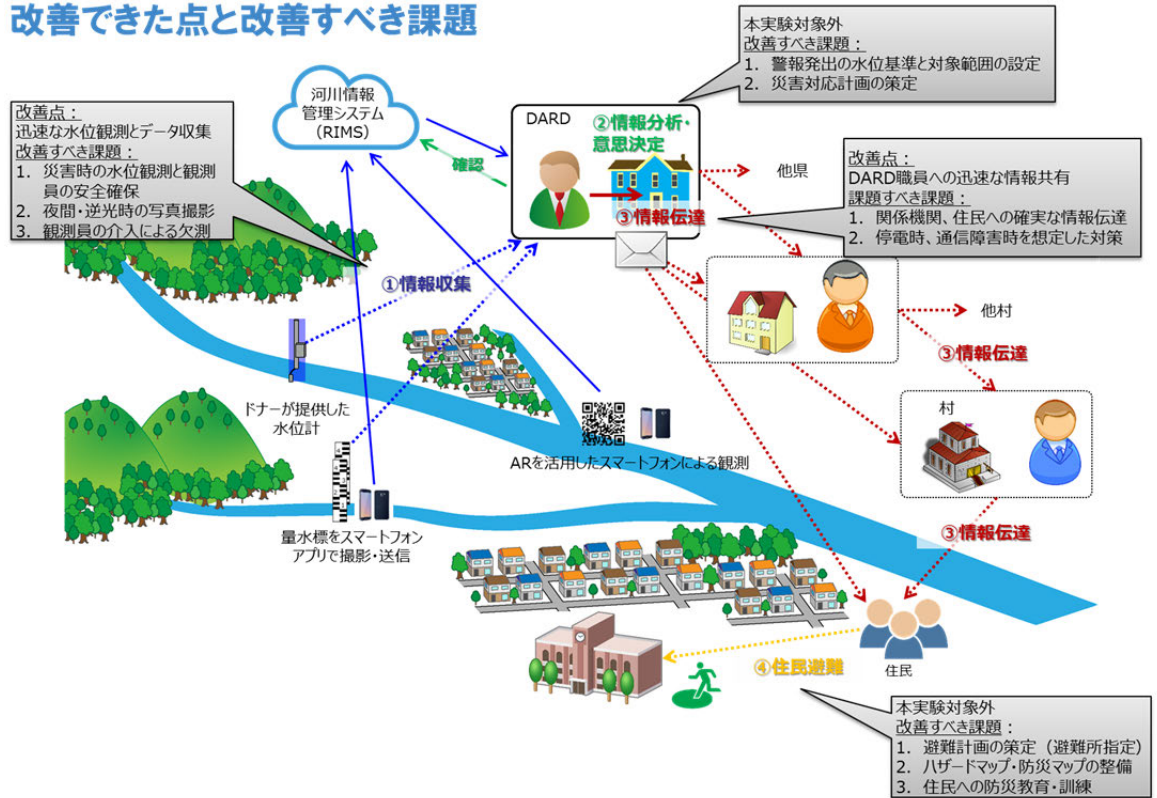 改善できた点と改善すべき課題
本実験対象外
改善すべき課題：
1. 警報発出の水位基準と対象範囲の設定
2. 災害対応計画の策定
河川情報
管理システム
(RIMS)
改善点：
迅速な水位観測とデータ収集
改善すべき課題：
1. 災害時の水位観測と観測
員の安全確保
2. 夜間・逆光時の写真撮影
3. 観測員の介入による欠測
DARD
②情報分析・
意思決定
確認
③情報伝達
他県
改善点：
DARD職員への迅速な情報共有
課題すべき課題：
1. 関係機関、住民への確実な情報伝達
2. 停電時、通信障害時を想定した対策
①情報収集
他村
③情報伝達
村
ドナーが提供した
水位計
ARを活用したスマートフォンによる観測
量水標をスマートフォン
アプリで撮影・送信
③情報伝達
④住民避難
住民
本実験対象外
改善すべき課題：
1. 避難計画の策定（避難所指定）
2. ハザードマップ・防災マップの整備
3. 住民への防災教育・訓練